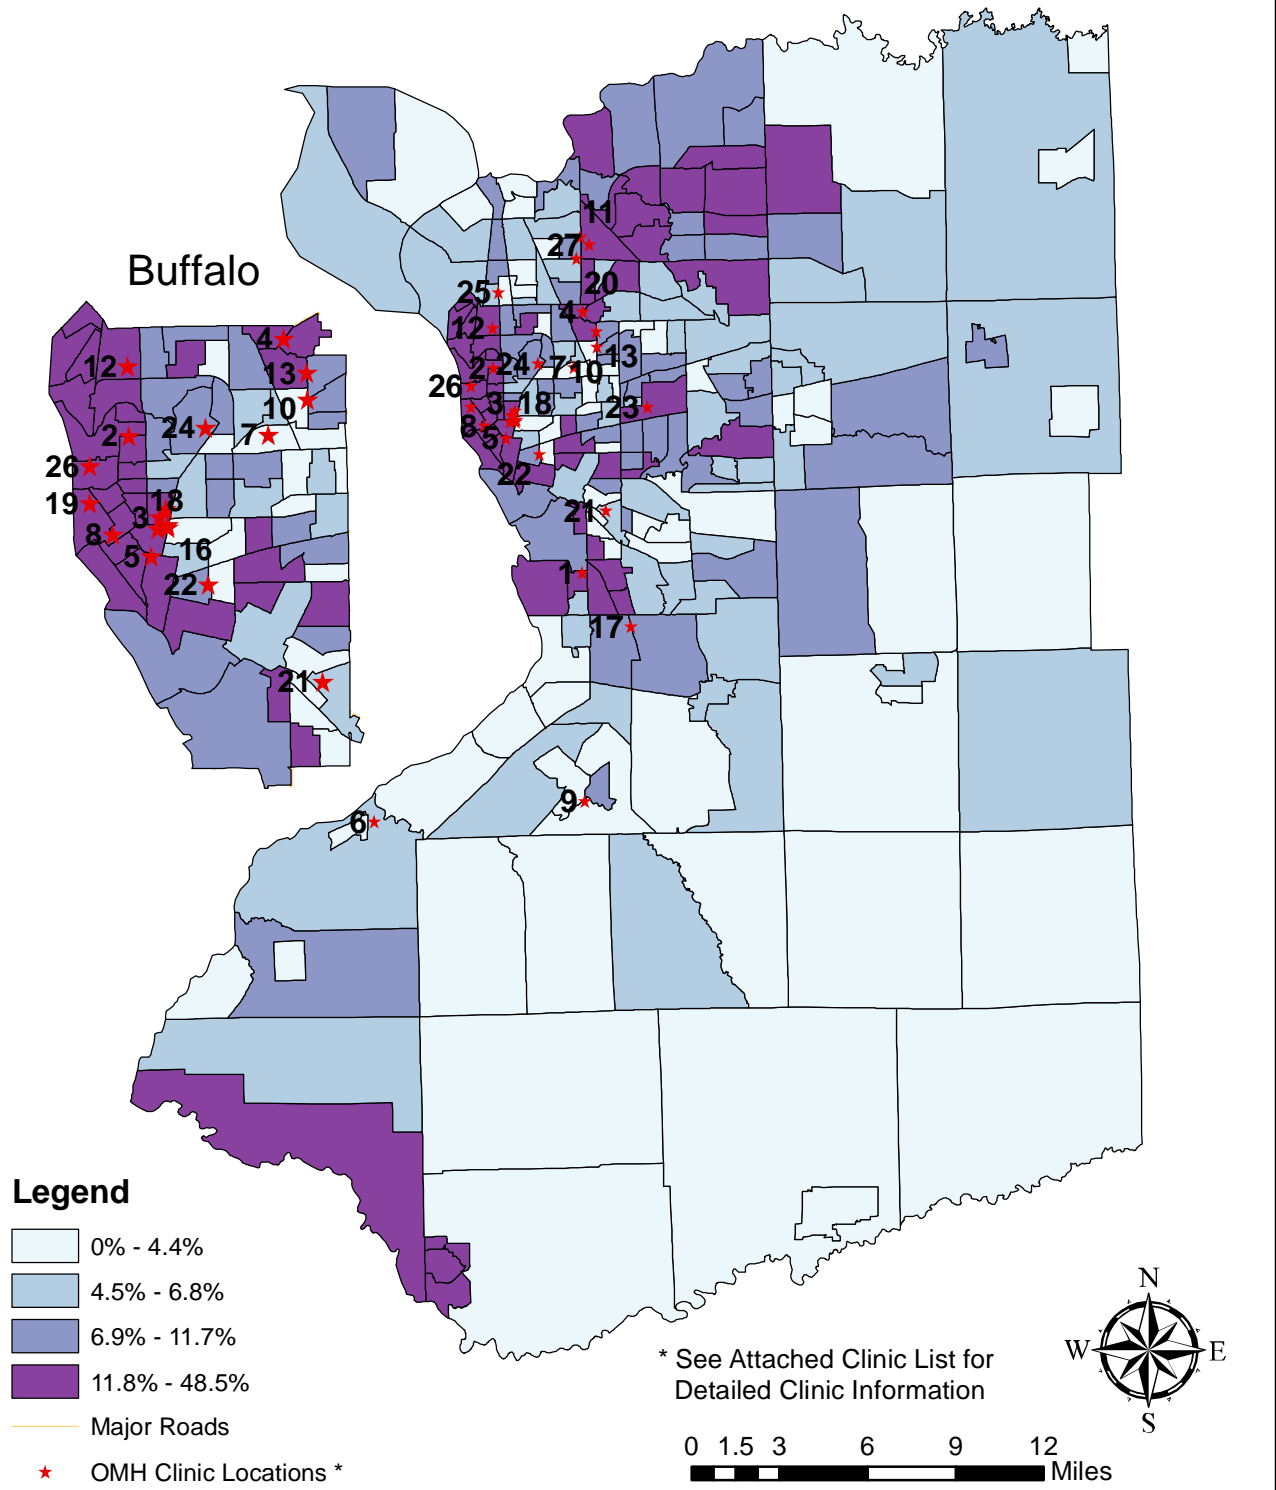 Buffalo
11
27
20
25
4
12
13
2
24
7
10
26
3
18
23
8
5
22
21
1
17
9
6
4
12
13
10
24
7
2
26
19
18
3
8
16
5
22
21
Legend
0% - 4.4%
4.5% - 6.8%
6.9% - 11.7%
11.8% - 48.5%
Major Roads
OMH Clinic Locations *
* See Attached Clinic List for
Detailed Clinic Information
N
W E
S
0 1.5 3 6 9 12
Miles